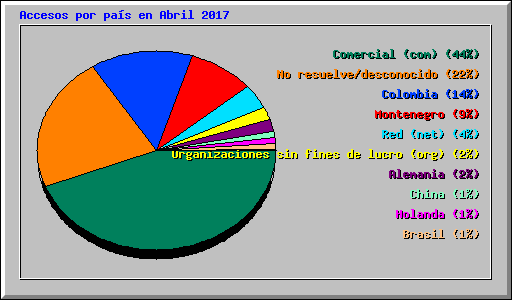 Accesos por país en Abril 2017
Comercial (com) (44%)
No resuelve/desconocido (22%)
Colombia (14%)
Montenegro (9%)
Red (net) (4%)
Organizaciones sin fines de lucro (org) (2%)
Alemania (2%)
China (1%)
Holanda (1%)
Brasil (1%)